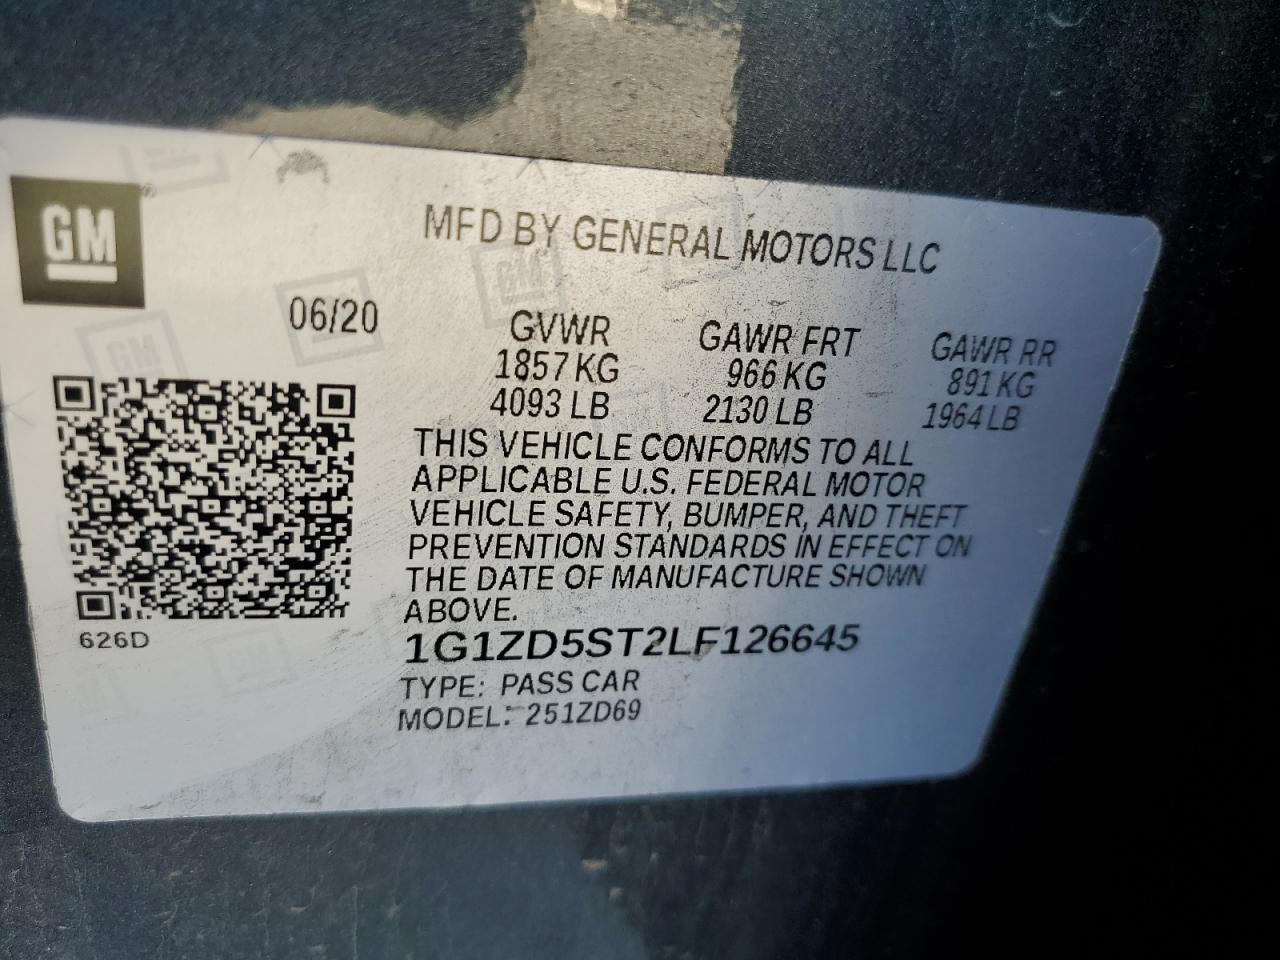 GM
MFD BY GENERAL MOTORS LLC
06/20
GVWR
1857 KG
4093 LB
GAWR FRT
966 KG
2130 LB
GAWR RR
891 KG
1964 LB
THIS VEHICLE CONFORMS TO ALL
APPLICABLE U.S. FEDERAL MOTOR
VEHICLE SAFETY, BUMPER, AND THEFT
PREVENTION STANDARDS IN EFFECT ON
THE DATE OF MANUFACTURE SHOWN
ABOVE.
626D
1G1ZD5ST2LF126645
TYPE: PASS CAR
MODEL: 251ZD69